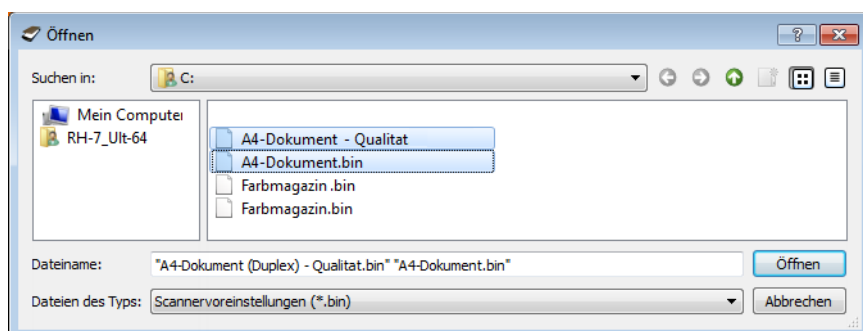 Öffnen
Suchen in: C:
Mein Computer
RH-7_Ult-64
A4-Dokument - Qualitat
A4-Dokument.bin
Farbmagazin .bin
Farbmagazin.bin
Dateiname: "A4-Dokument (Duplex) - Qualitat.bin" "A4-Dokument.bin" Öffnen
Dateien des Typs: Scannervoreinstellungen (*.bin) Abbrechen